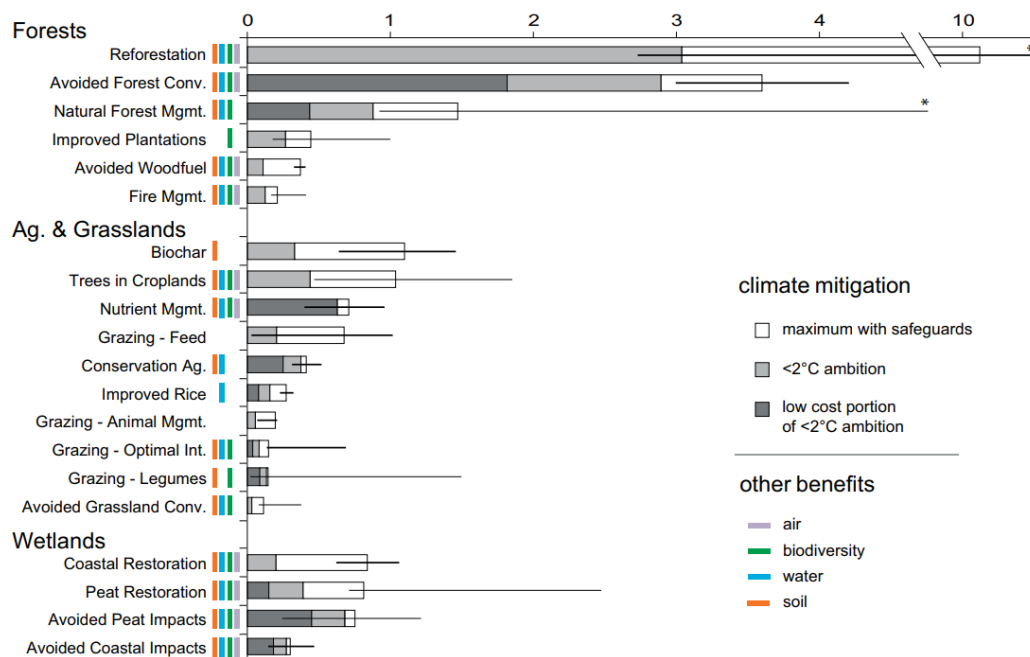 0 1 2 3 4 10
Forests
Reforestation
*
Avoided Forest Conv.
Natural Forest Mgmt.
*
Improved Plantations
Avoided Woodfuel
Fire Mgmt.
Ag. & Grasslands
Biochar
Trees in Croplands
Nutrient Mgmt.
Grazing - Feed
Conservation Ag.
Improved Rice
Grazing - Animal Mgmt.
Grazing - Optimal Int.
Grazing - Legumes
Avoided Grassland Conv.
Wetlands
Coastal Restoration
Peat Restoration
Avoided Peat Impacts
Avoided Coastal Impacts
climate mitigation
maximum with safeguards
<2°C ambition
low cost portion
of <2°C ambition
other benefits
air
biodiversity
water
soil